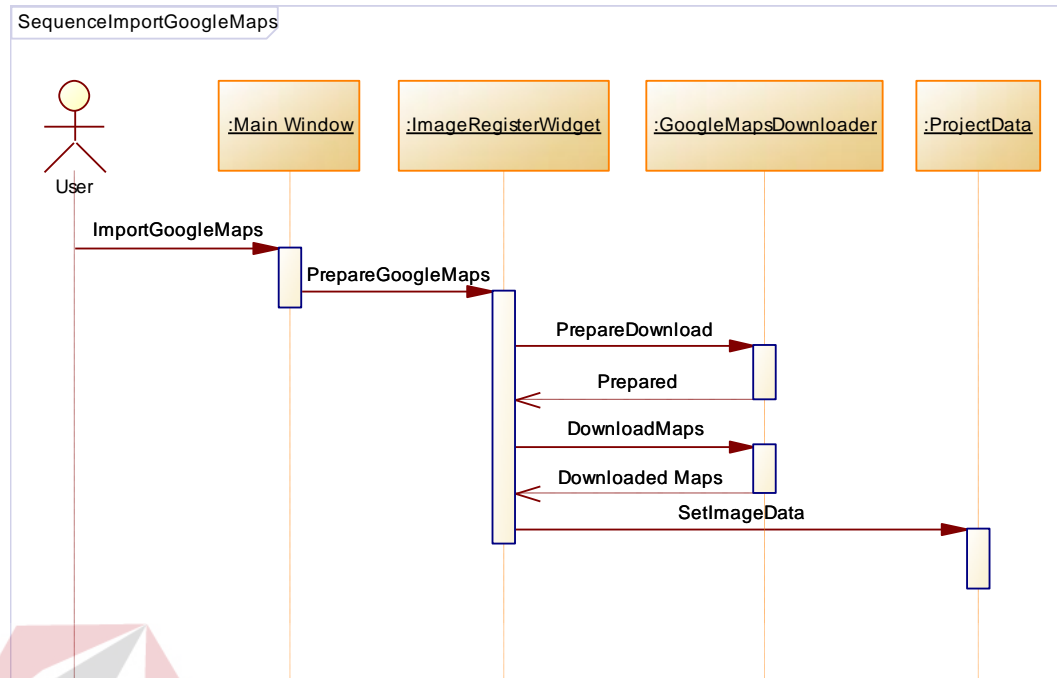 SequenceImportGoogleMaps
:Main Window
:ImageRegisterWidget
:GoogleMapsDownloader
:ProjectData
User
ImportGoogleMaps
PrepareGoogleMaps
PrepareDownload
Prepared
DownloadMaps
Downloaded Maps
SetImageData